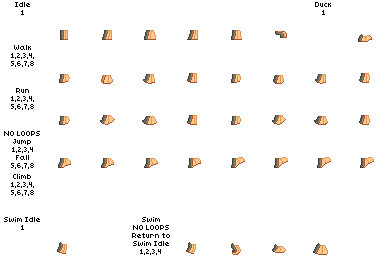 Idle
1
Duck
1
Walk
1,2,3,4,
5,6,7,8
Run
1,2,3,4,
5,6,7,8
NO LOOPS
Jump
1,2,3,4
Fall
5,6,7,8
Climb
1,2,3,4,
5,6,7,8
Swim Idle
1
Swim
NO LOOPS
Return to
Swim Idle
1,2,3,4